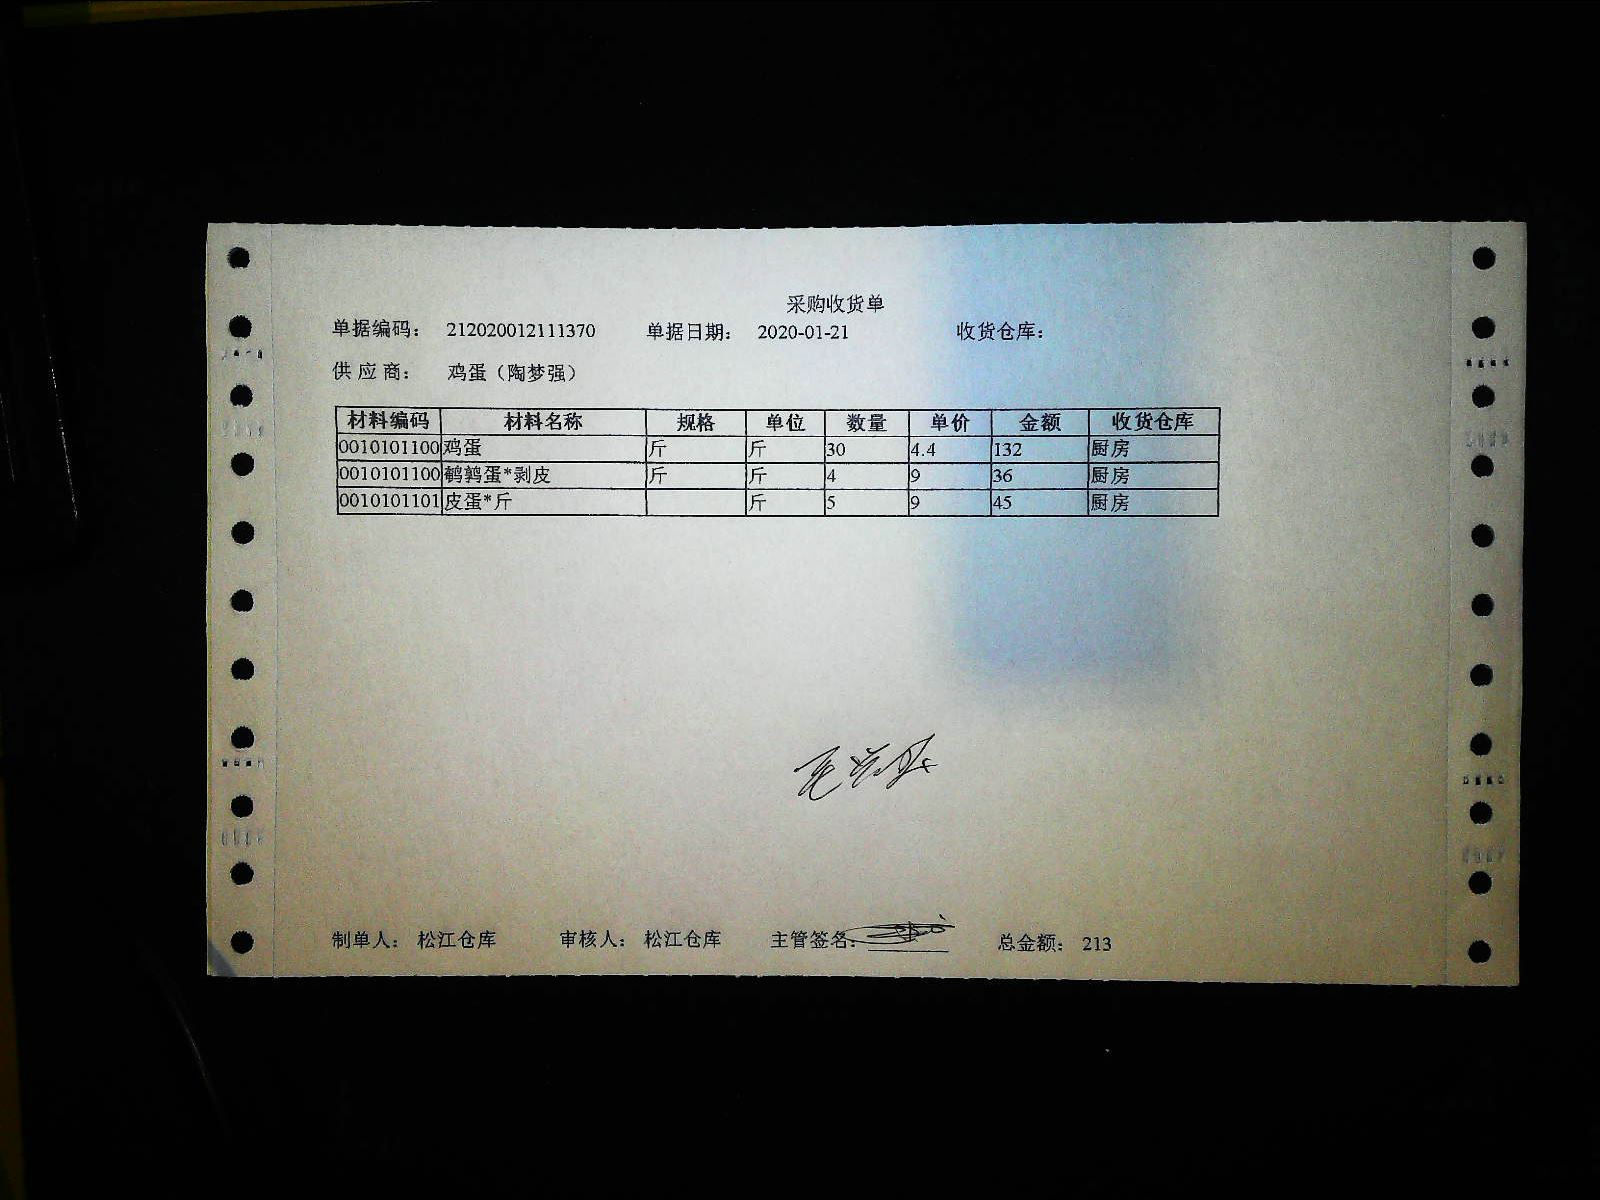 采购收货单
单据编码： 212020012111370 单据日期： 2020-01-21 收货仓库：
供应商： 鸡蛋（陶梦强）
材料编码 材料名称 规格 单位 数量 单价 金额 收货仓库
0010101100 鸡蛋 斤 斤 30 4.4 132 厨房
0010101100 鹌鹑蛋*剥皮 斤 斤 4 9 36 厨房
0010101101 皮蛋*斤 斤 5 9 45 厨房
制单人： 松江仓库 审核人： 松江仓库 主管签名： 总金额： 213